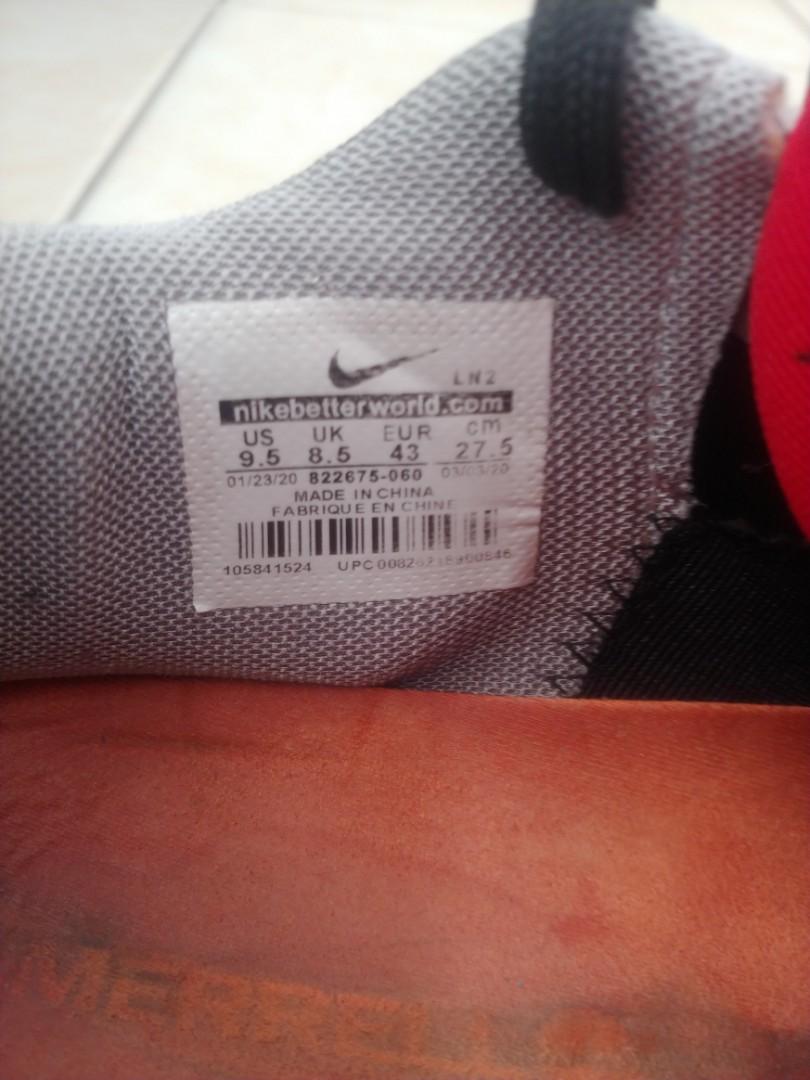 LN2
nikebetterworld.com
US UK EUR cm
9.5 8.5 43 27.5
01/23/20 822675-060 03/03/20
MADE IN CHINA
FABRIQUE EN CHINE
105841524
MERRELL